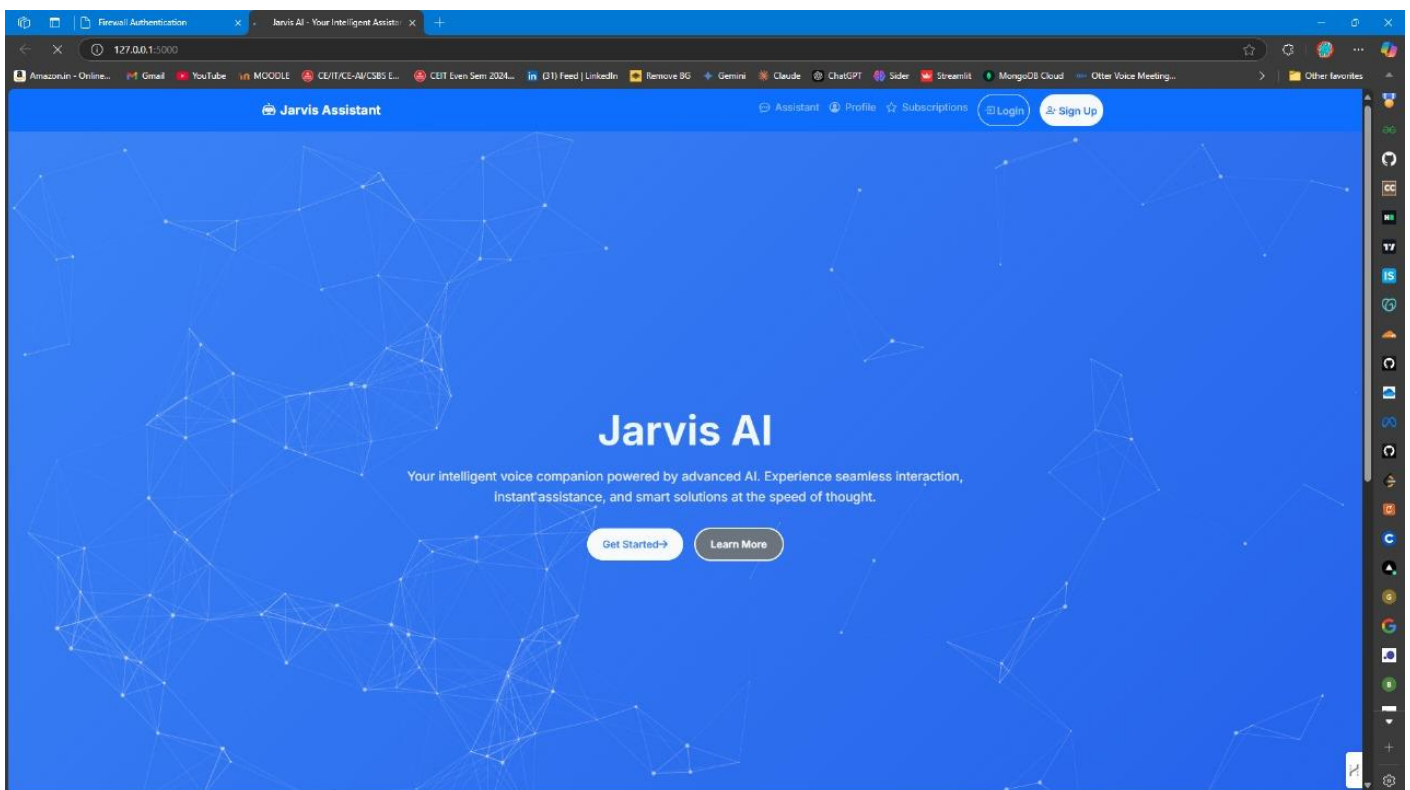 Firewall Authentication
Jarvis AI - Your Intelligent Assistar
127.0.0.1:5000
Amazon.in - Online... Gmail YouTube MOODLE CE/IT/CE-AI/CSBS E... CEIT Even Sem 2024... (31) Feed | LinkedIn Remove BG Gemini Claude ChatGPT Sider Streamlit MongoDB Cloud Otter Voice Meeting... Other favorites
Jarvis Assistant Assistant Profile Subscriptions Login Sign Up
Jarvis AI
Your intelligent voice companion powered by advanced AI. Experience seamless interaction,
instant assistance, and smart solutions at the speed of thought.
Get Started→ Learn More